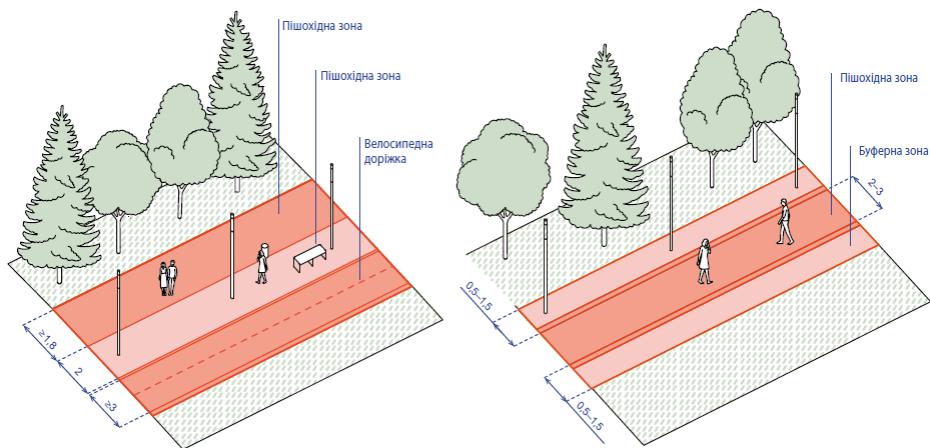 Пішохідна зона
Пішохідна зона
Велосипедна
доріжка
≥1,8
2
≥3
Пішохідна зона
Буферна зона
2–3
0,5–1,5
0,5–1,5